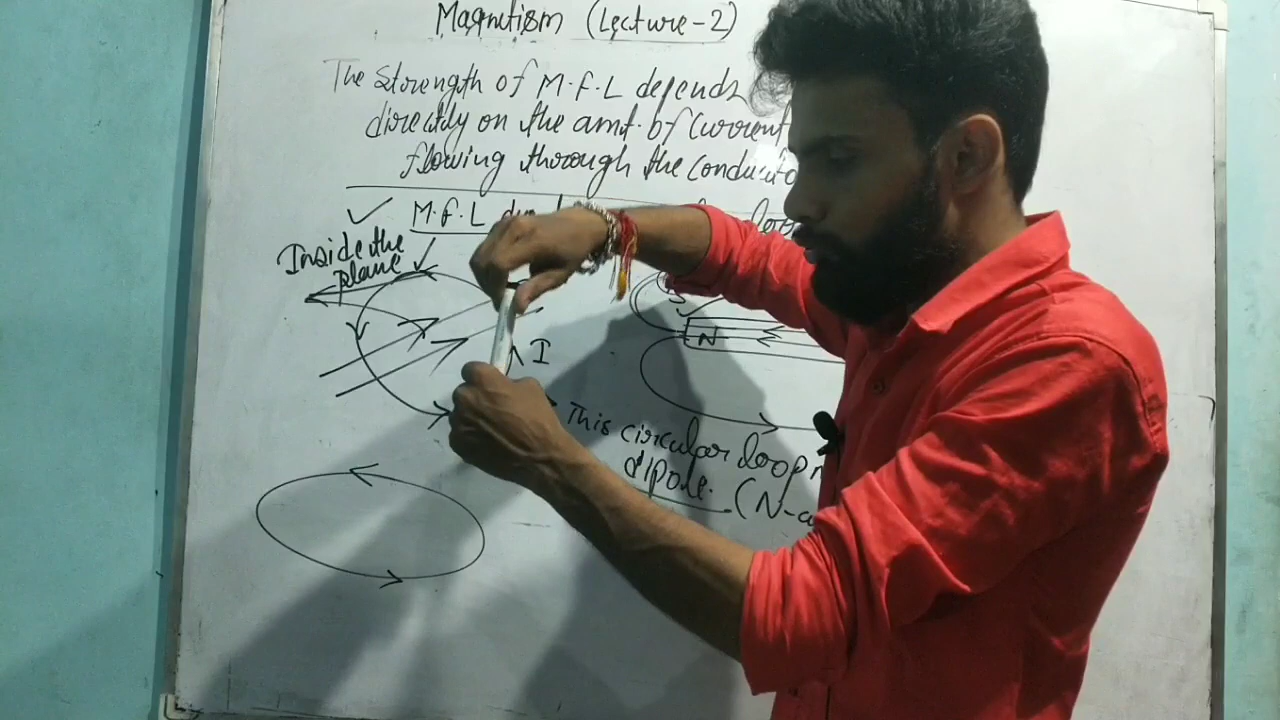 Magnetism (Lecture-2)
The Strength of M.F.L depends
directly on the amt. of Current
flowing through the Conducto
M.F.L
loo
Inside the
plane
S
N
I
This circular loop
dipole. (N-a